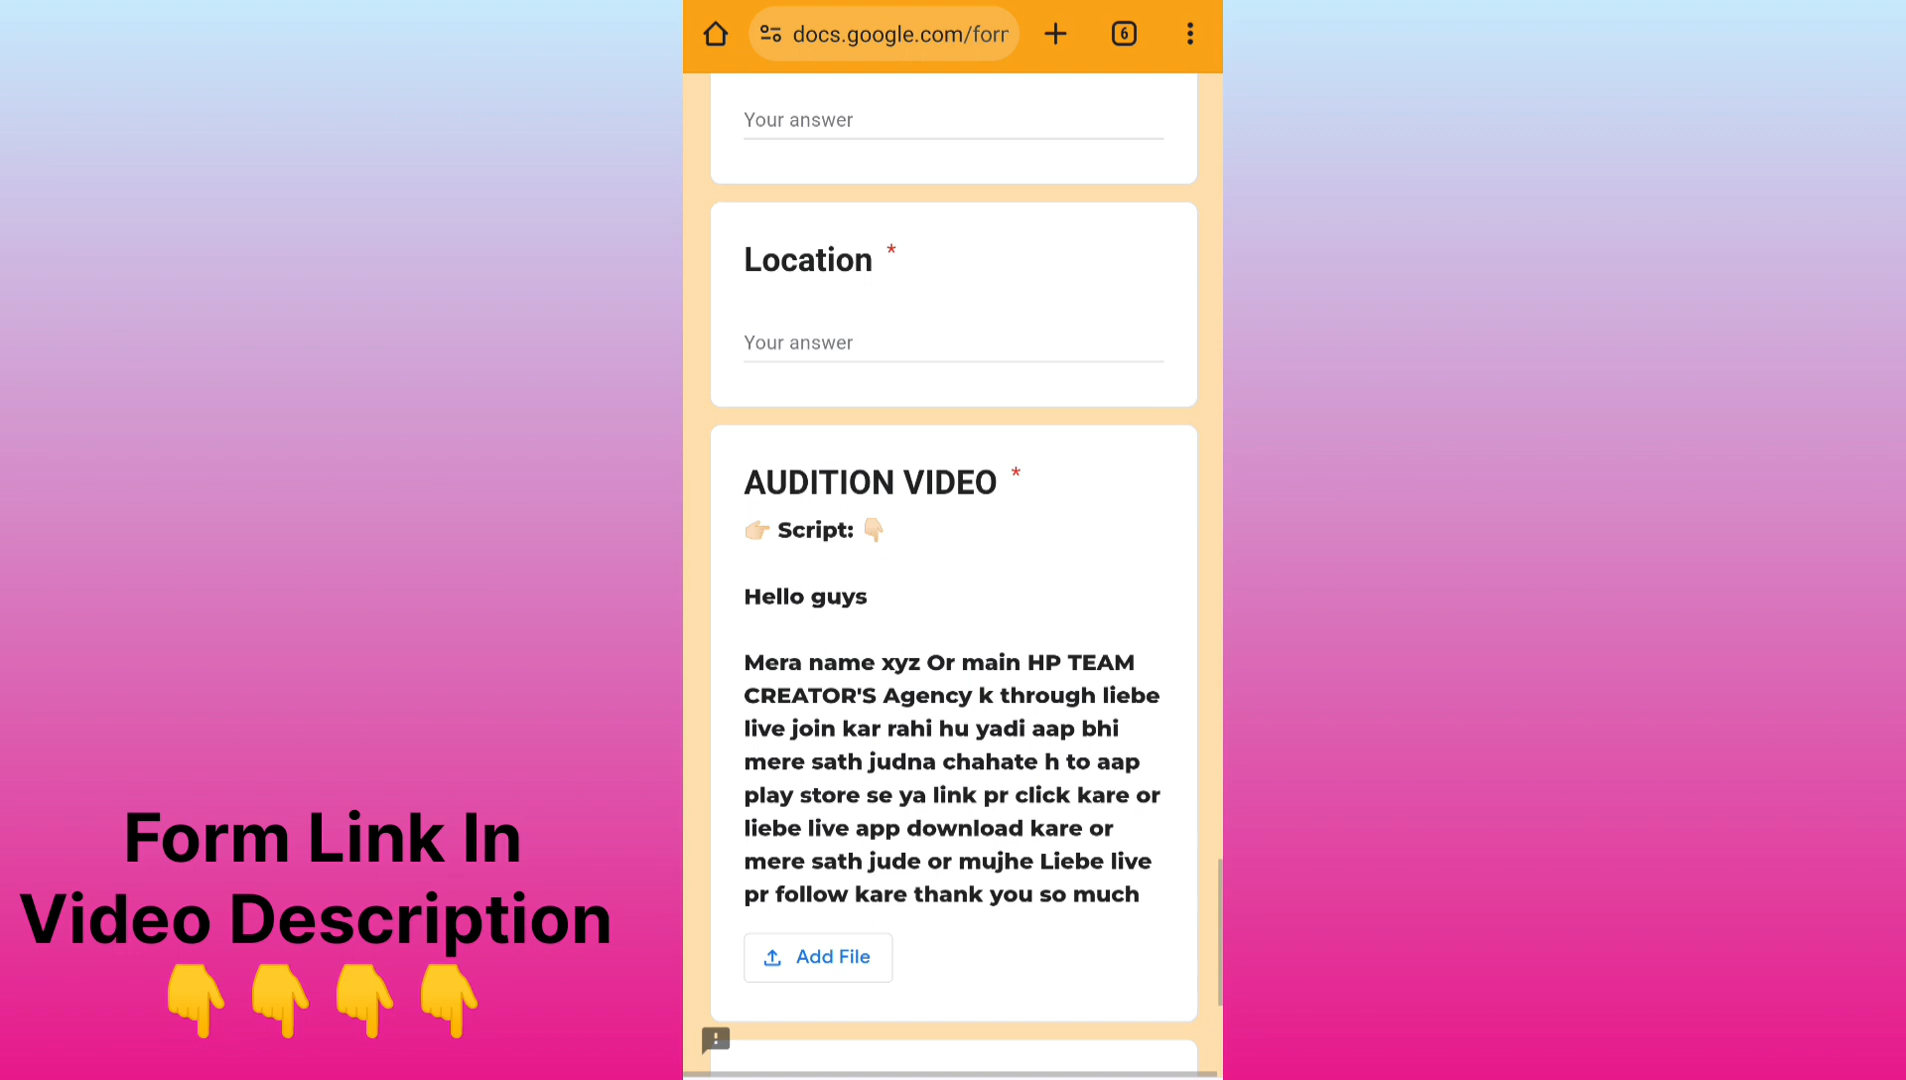 docs.google.com/forr
6
Your answer
Location *
Your answer
AUDITION VIDEO *
👉🏻 Script: 👇🏻
Hello guys
Mera name xyz Or main HP TEAM
CREATOR'S Agency k through liebe
live join kar rahi hu yadi aap bhi
mere sath judna chahate h to aap
play store se ya link pr click kare or
liebe live app download kare or
mere sath jude or mujhe Liebe live
pr follow kare thank you so much
Add File
Form Link In
Video Description
👇👇👇👇